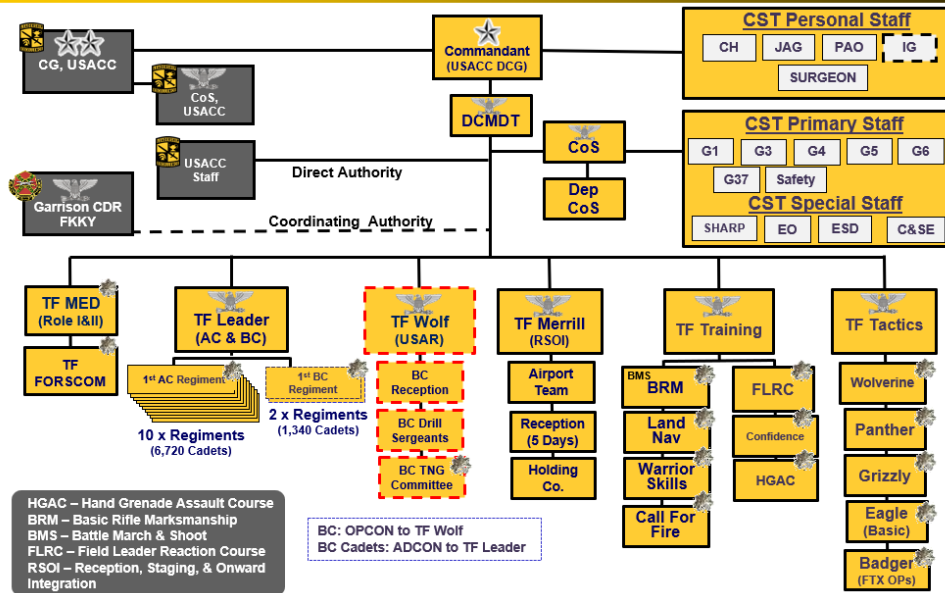 CG, USACC
CoS,
USACC
USACC
Staff
Garrison CDR
FKKY
Commandant
(USACC DCG)
DCMDT
CoS
Dep
CoS
Direct Authority
Coordinating Authority
CST Personal Staff
CH
JAG
PAO
IG
SURGEON
CST Primary Staff
G1
G3
G4
G5
G6
G37
Safety
CST Special Staff
SHARP
EO
ESD
C&SE
TF MED
(Role I&II)
TF
FORSCOM
TF Leader
(AC & BC)
1st AC Regiment
10 x Regiments
(6,720 Cadets)
1st BC
Regiment
2 x Regiments
(1,340 Cadets)
TF Wolf
(USAR)
BC
Reception
BC Drill
Sergeants
BC TNG
Committee
TF Merrill
(RSOI)
Airport
Team
Reception
(5 Days)
Holding
Co.
TF Training
BMS
BRM
Land
Nav
Warrior
Skills
Call For
Fire
FLRC
Confidence
HGAC
TF Tactics
Wolverine
Panther
Grizzly
Eagle
(Basic)
Badger
(FTX OPs)
HGAC – Hand Grenade Assault Course
BRM – Basic Rifle Marksmanship
BMS – Battle March & Shoot
FLRC – Field Leader Reaction Course
RSOI – Reception, Staging, & Onward
Integration
BC: OPCON to TF Wolf
BC Cadets: ADCON to TF Leader